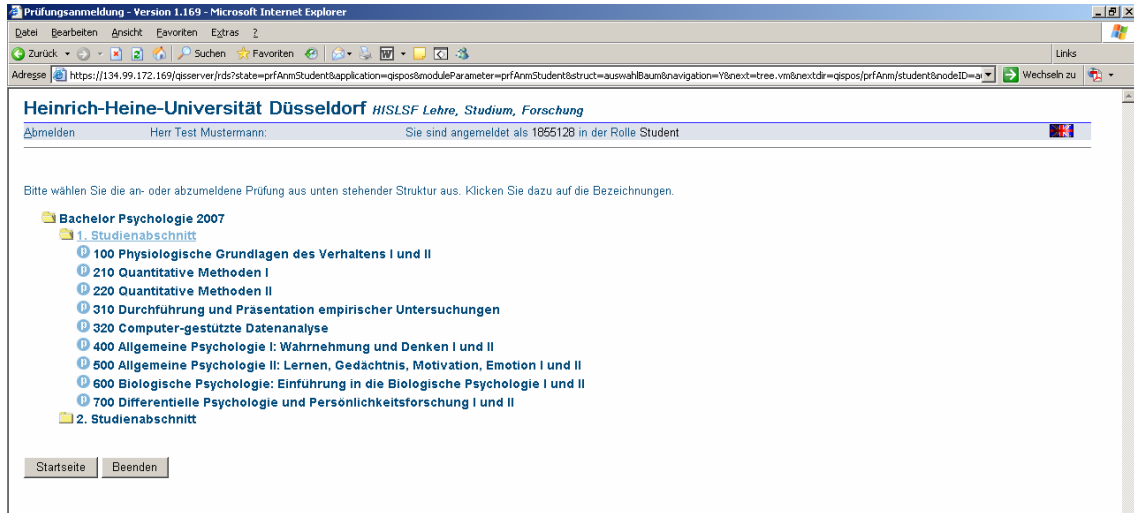 Prüfungsanmeldung - Version 1.169 - Microsoft Internet Explorer
Datei Bearbeiten Ansicht Favoriten Extras ?
Zurück Suchen Favoriten Links
Adresse https://134.99.172.169/qisserver/rds?state=prfAnmStudent&application=qispos&moduleParameter=prfAnmStudent&struct=auswahlBaum&navigation=Y&next=tree.vm&nextdir=qispos/prfAnm/student&nodeID=a Wechseln zu
Heinrich-Heine-Universität Düsseldorf HISLSF Lehre, Studium, Forschung
Abmelden Herr Test Mustermann: Sie sind angemeldet als 1855128 in der Rolle Student
Bitte wählen Sie die an- oder abzumeldene Prüfung aus unten stehender Struktur aus. Klicken Sie dazu auf die Bezeichnungen.
Bachelor Psychologie 2007
1. Studienabschnitt
100 Physiologische Grundlagen des Verhaltens I und II
210 Quantitative Methoden I
220 Quantitative Methoden II
310 Durchführung und Präsentation empirischer Untersuchungen
320 Computer-gestützte Datenanalyse
400 Allgemeine Psychologie I: Wahrnehmung und Denken I und II
500 Allgemeine Psychologie II: Lernen, Gedächtnis, Motivation, Emotion I und II
600 Biologische Psychologie: Einführung in die Biologische Psychologie I und II
700 Differentielle Psychologie und Persönlichkeitsforschung I und II
2. Studienabschnitt
Startseite Beenden